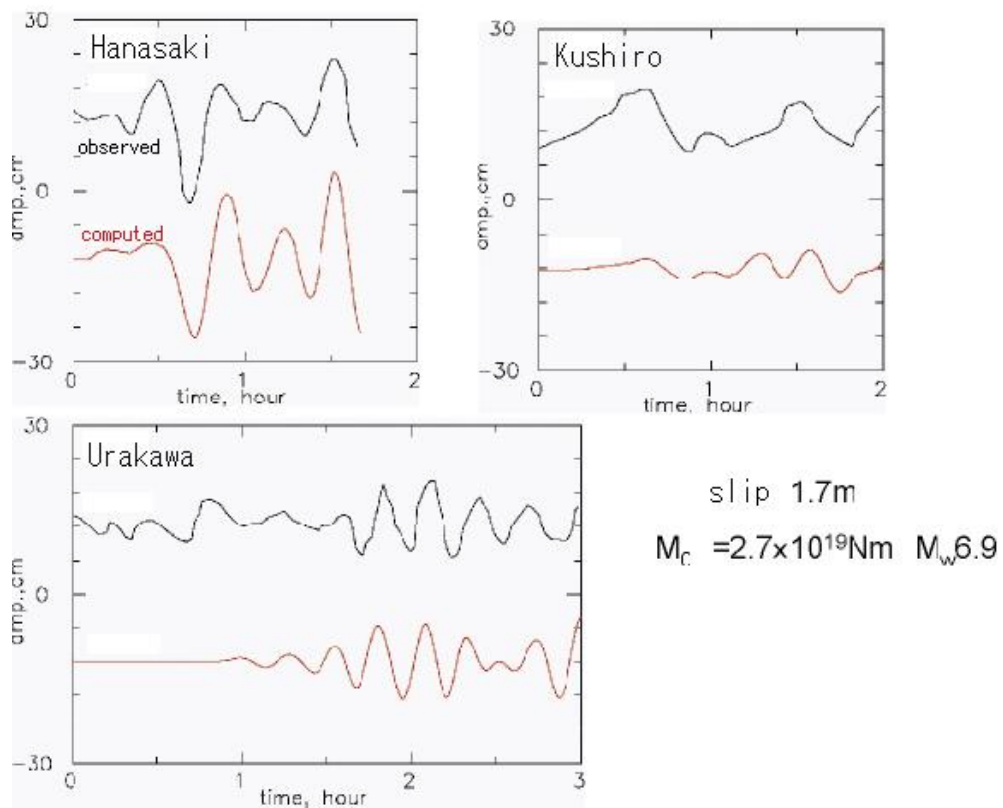 30
Hanasaki
observed
amp.,cm
0
computed
-30
0
1
2
time, hour
30
Kushiro
amp.,cm
0
-30
0
1
2
time, hour
30
Urakawa
amp.,cm
0
-30
0
1
2
3
time, hour
slip 1.7m
M₀ =2.7x10¹⁹Nm Mw6.9